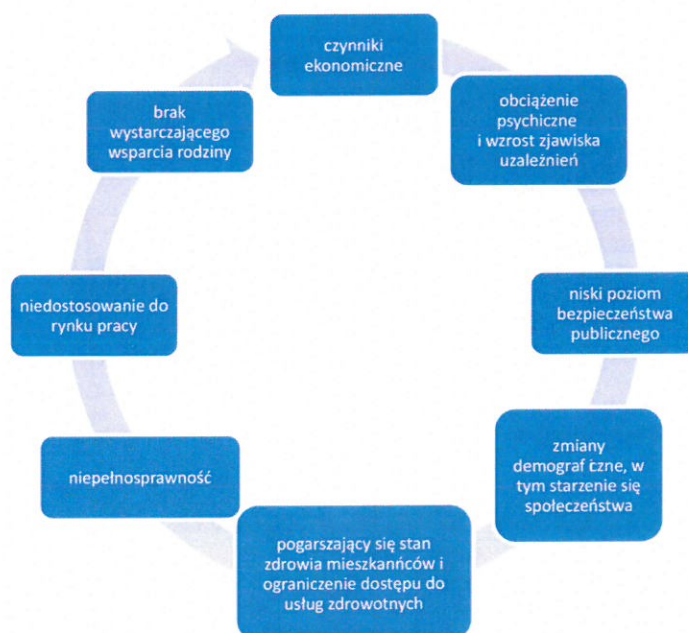 czynniki
ekonomiczne
obciążenie
psychiczne
i wzrost zjawiska
uzależnień
niski poziom
bezpieczeństwa
publicznego
zmiany
demograficzne, w
tym starzenie się
społeczeństwa
pogarszający się stan
zdrowia mieszkańńców i
ograniczenie dostępu do
usług zdrowotnych
niepełnosprawność
niedostosowanie do
rynku pracy
brak
wystarczającego
wsparcia rodziny